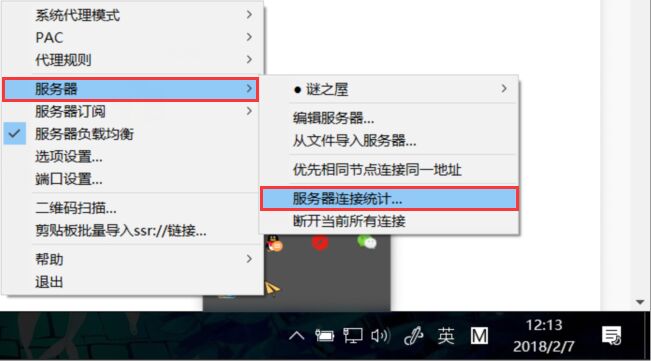 系统代理模式
PAC
代理规则
服务器
服务器订阅
服务器负载均衡
选项设置...
端口设置...
二维码扫描...
剪贴板批量导入ssr://链接...
帮助
退出
● 谜之屋
编辑服务器...
从文件导入服务器...
优先相同节点连接同一地址
服务器连接统计...
断开当前所有连接
英
M
12:13
2018/2/7